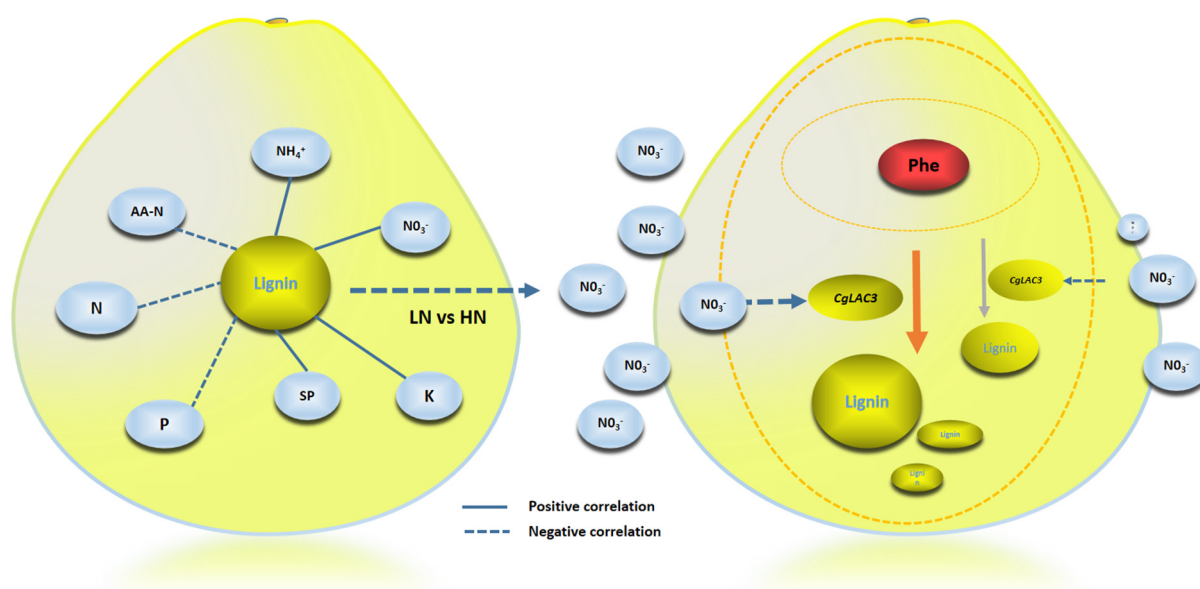 NH₄⁺
AA-N
N03⁻
Lignin
N
LN vs HN
SP
K
P
Positive correlation
Negative correlation
N03⁻
N03⁻
N03⁻
N03⁻
N03⁻
N03⁻
Phe
CgLAC3
CgLAC3
⋮
N03⁻
N03⁻
Lignin
Lignin
Lignin
Ligni
n